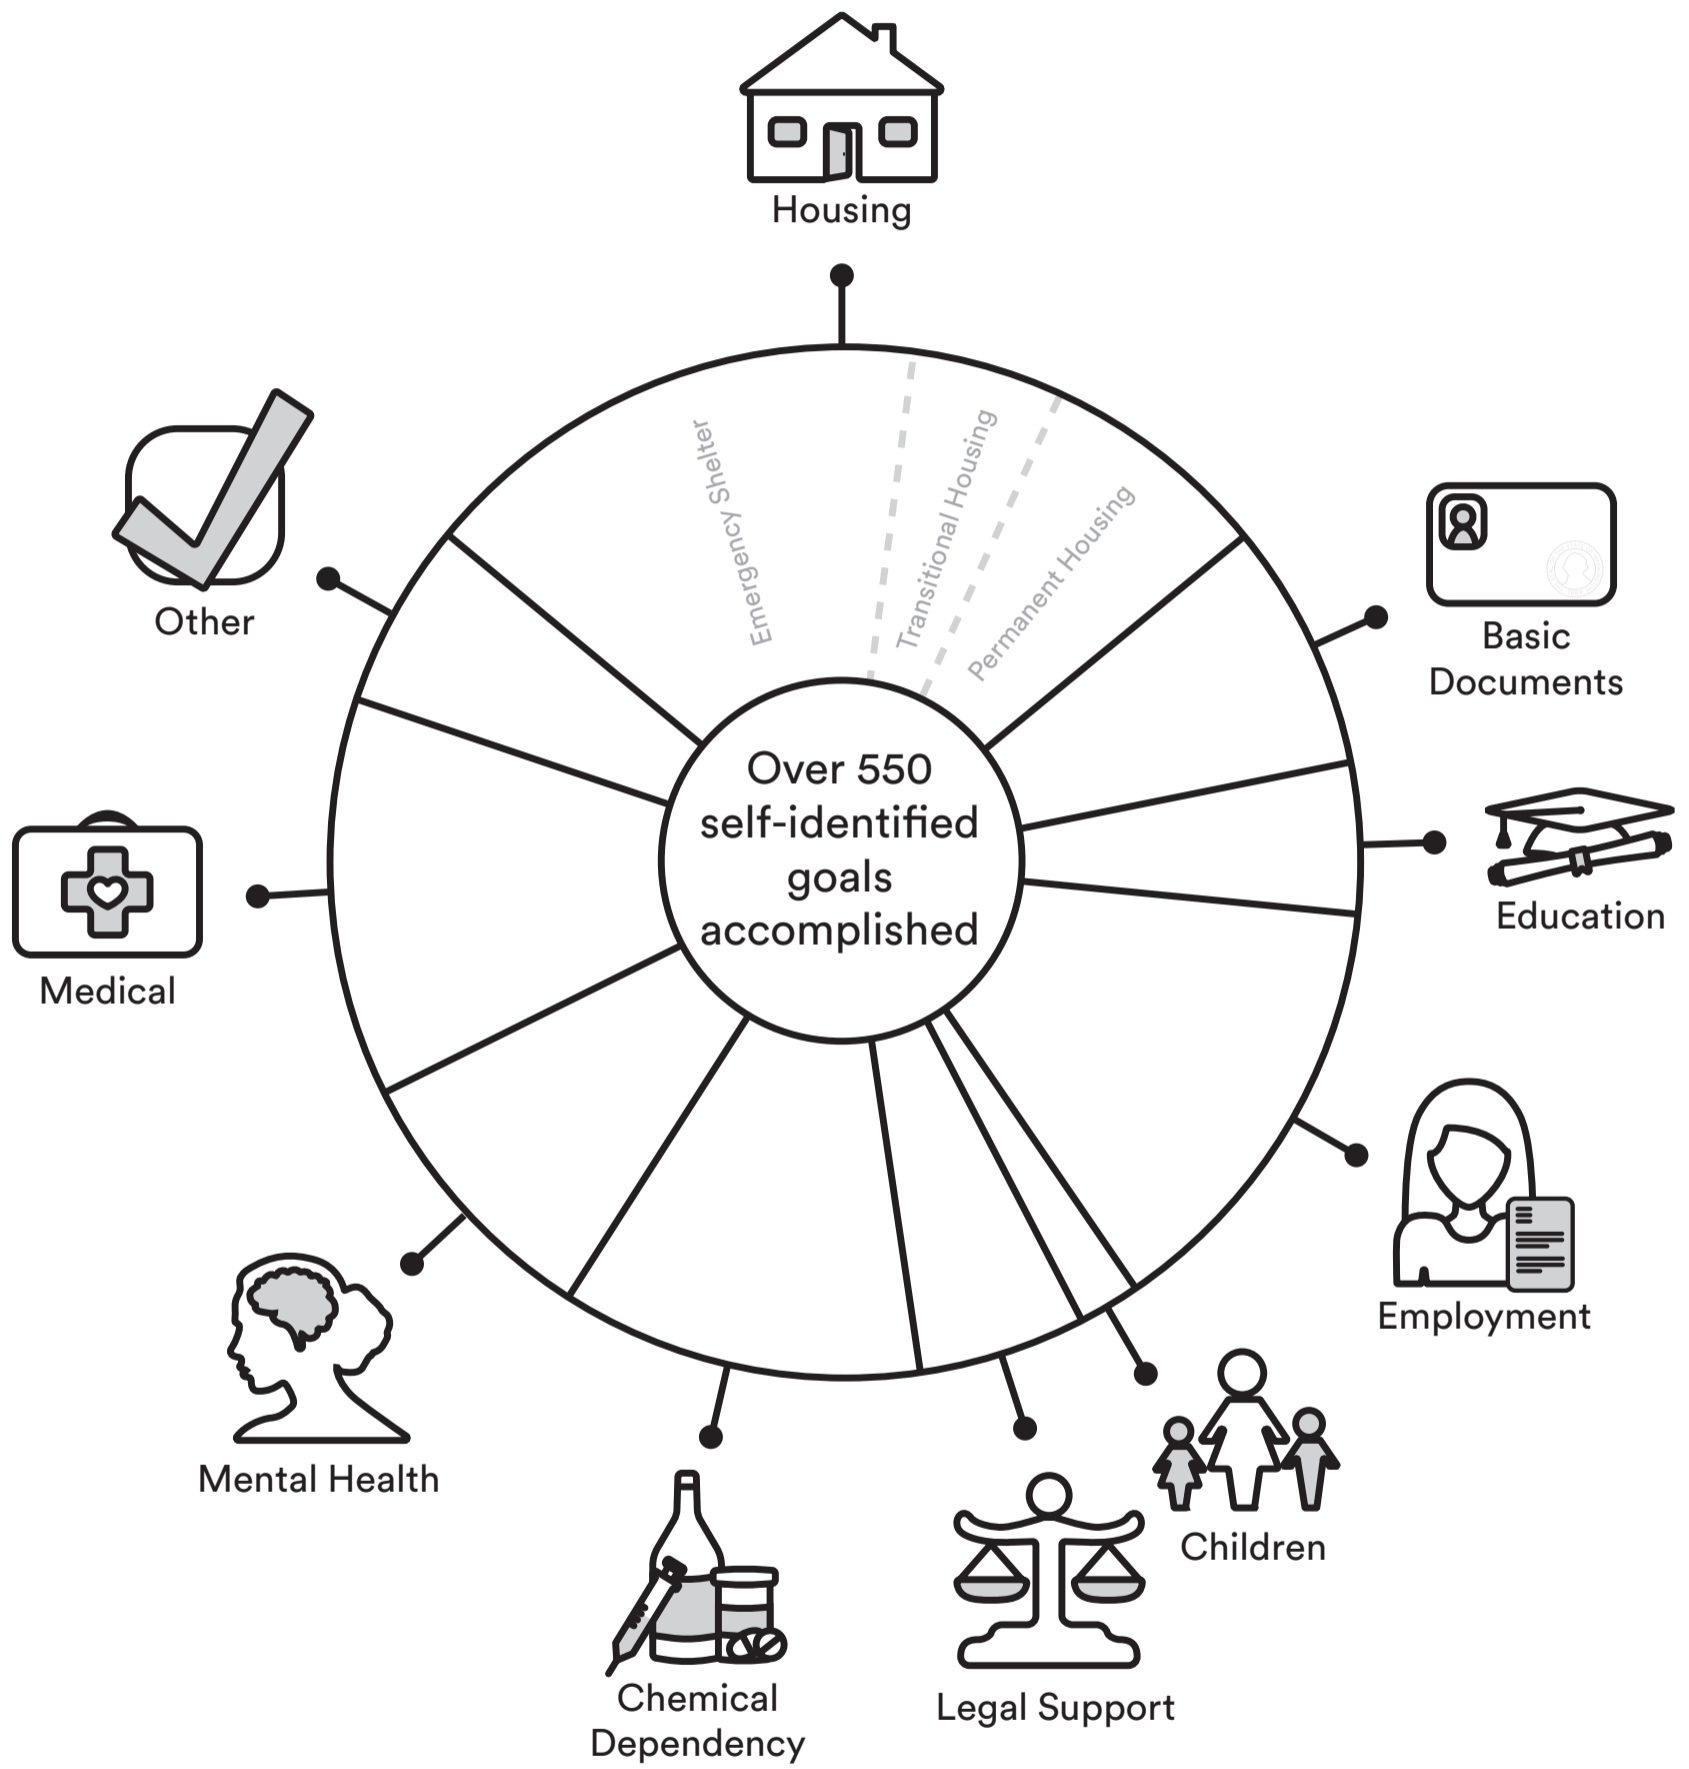 Housing
Emergency Shelter
Transitional Housing
Permanent Housing
Other
Basic
Documents
Over 550
self-identified
goals
accomplished
Education
Medical
Employment
Mental Health
Children
Chemical
Dependency
Legal Support